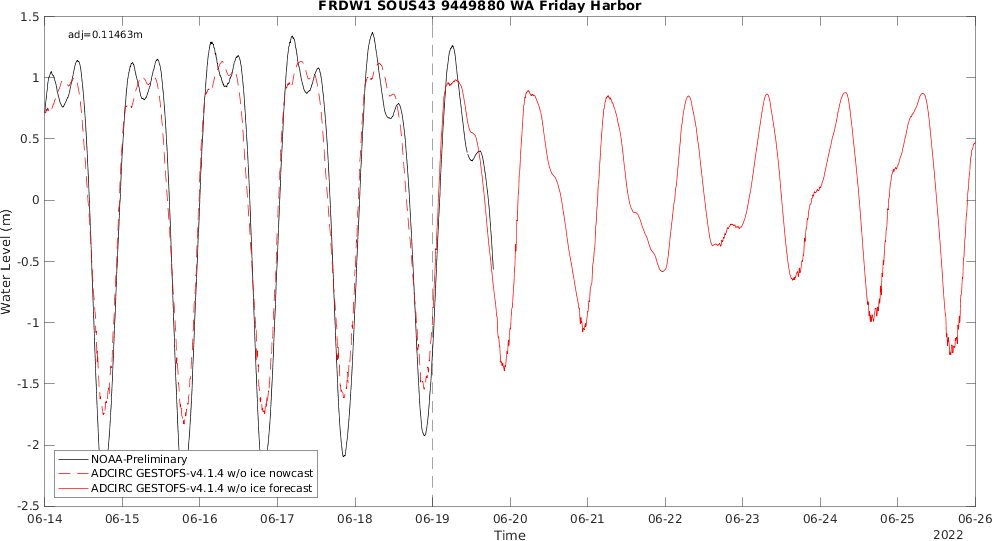 FRDW1 SOUS43 9449880 WA Friday Harbor
adj=0.11463m
1.5
1
0.5
0
-0.5
-1
-1.5
-2
-2.5
Water Level (m)
NOAA-Preliminary
ADCIRC GESTOFS-v4.1.4 w/o ice nowcast
ADCIRC GESTOFS-v4.1.4 w/o ice forecast
06-14 06-15 06-16 06-17 06-18 06-19 06-20 06-21 06-22 06-23 06-24 06-25 06-26
Time
2022